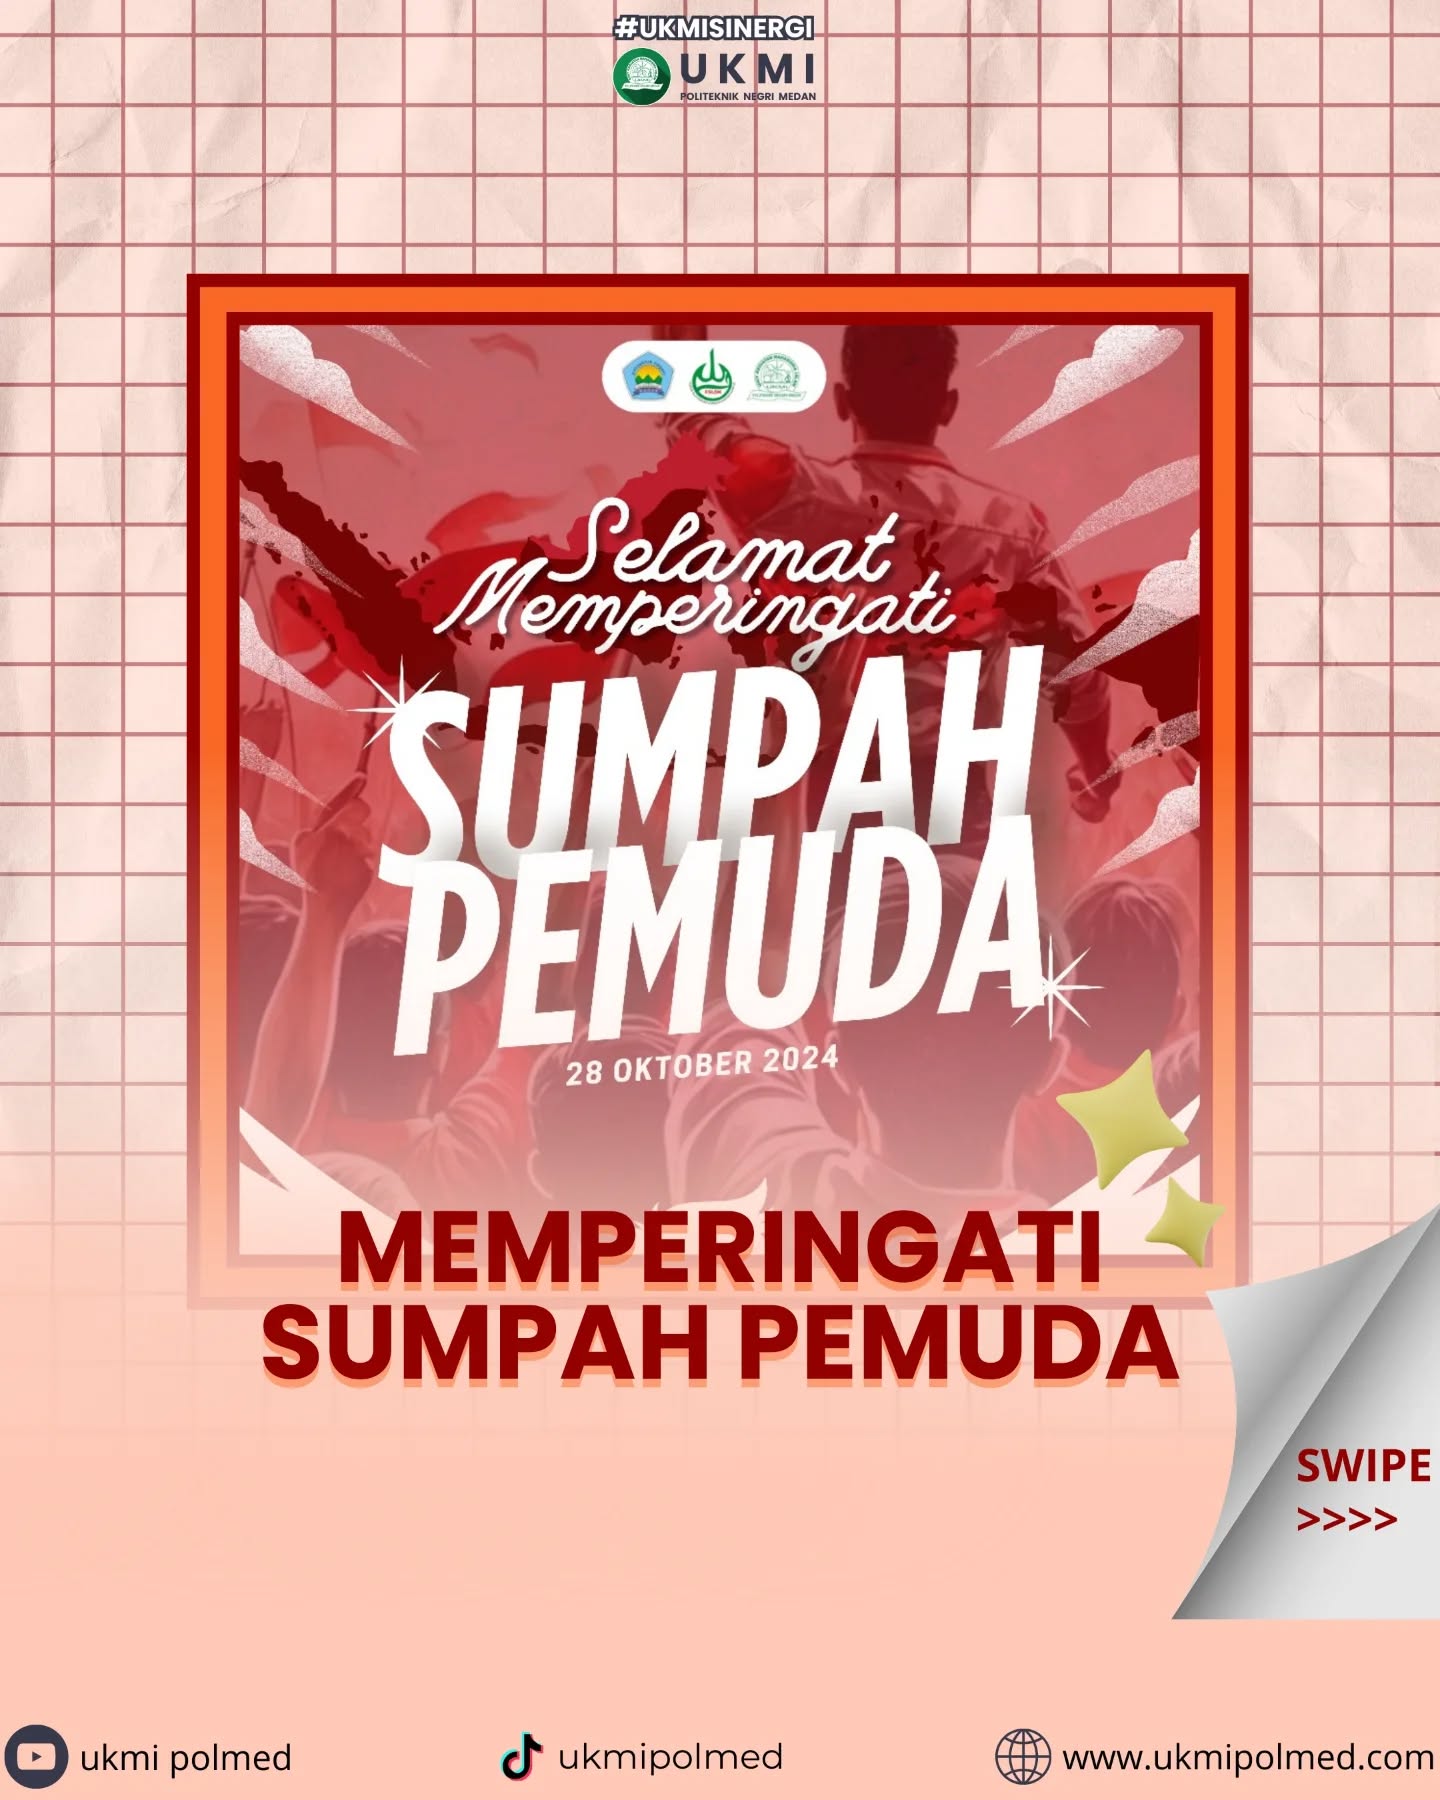 #UKMISINERGI
UKMI
POLITEKNIK NEGRI MEDAN
Selamat
Memperingati
SUMPAH
PEMUDA
28 OKTOBER 2024
MEMPERINGATI
SUMPAH PEMUDA
SWIPE
>>>>
ukmi polmed
ukmipolmed
www.ukmipolmed.com